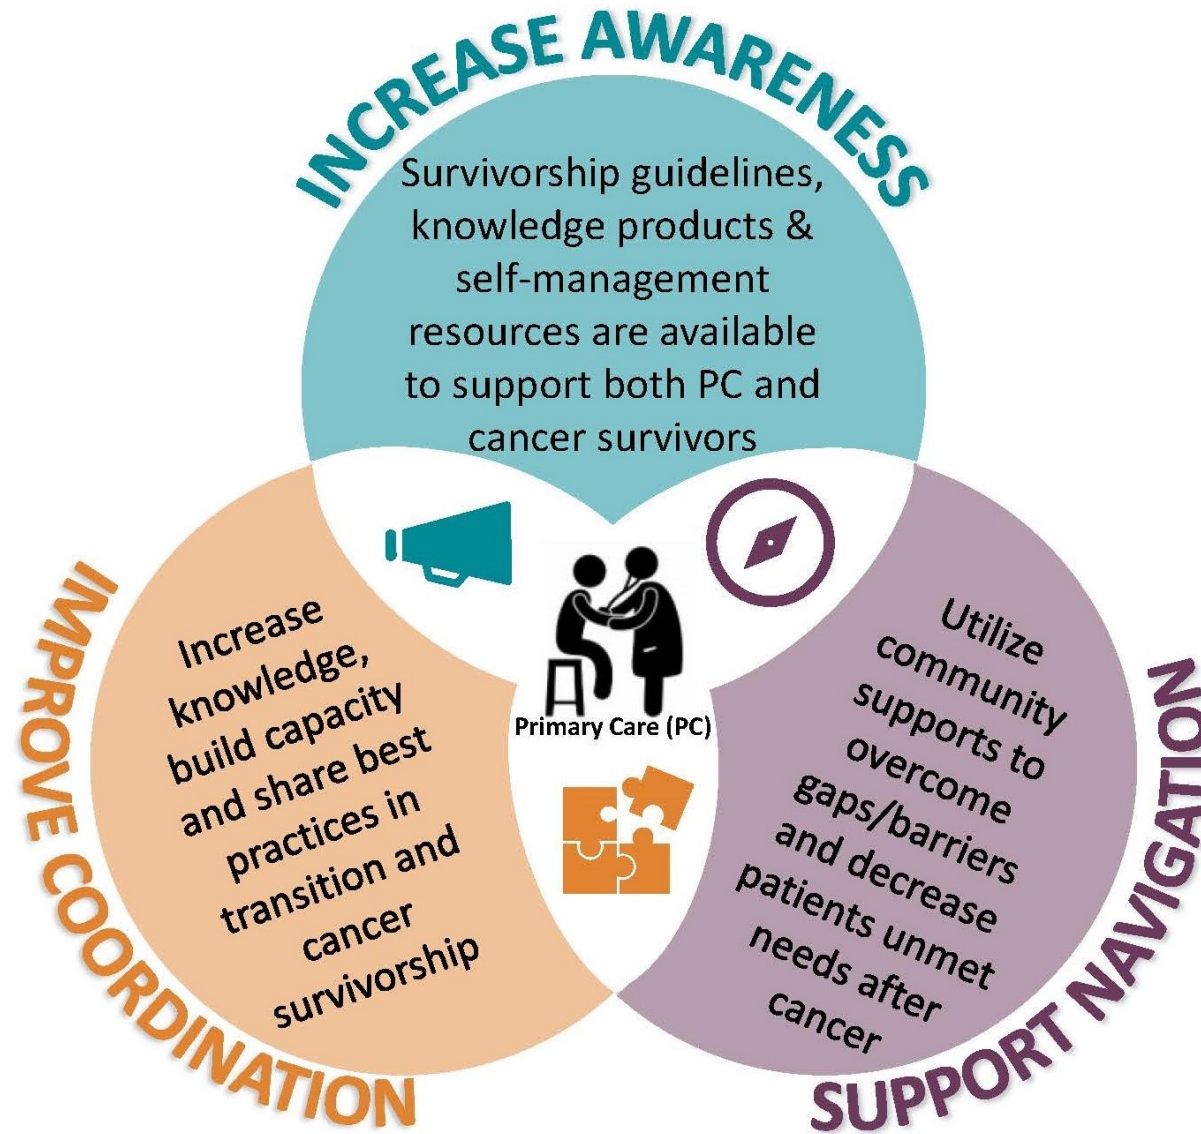 INCREASE AWARENESS
Survivorship guidelines,
knowledge products &
self-management
resources are available
to support both PC and
cancer survivors
IMPROVE COORDINATION
Increase
knowledge,
build capacity
and share best
practices in
transition and
cancer
survivorship
Primary Care (PC)
Utilize
community
supports to
overcome
gaps/barriers
and decrease
patients unmet
needs after
cancer
SUPPORT NAVIGATION